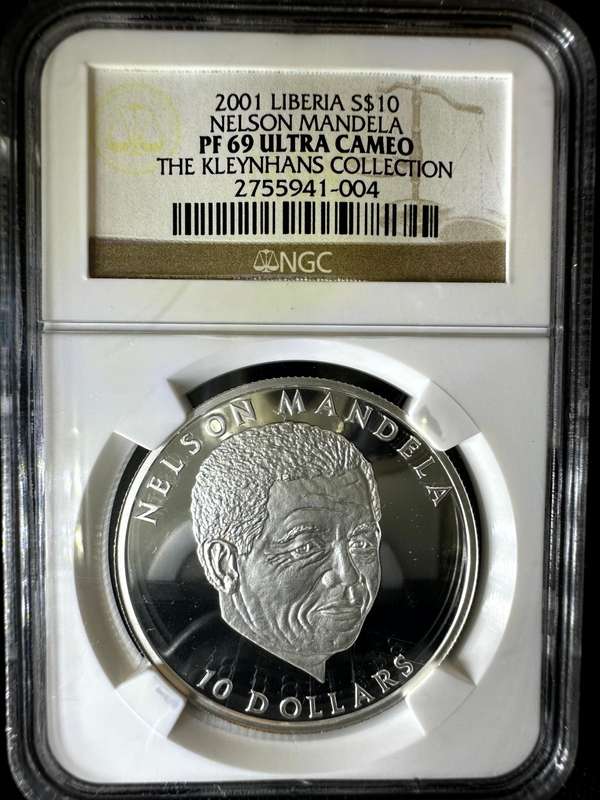 2001 LIBERIA S$10
NELSON MANDELA
PF 69 ULTRA CAMEO
THE KLEYNHANS COLLECTION
2755941-004
NGC
NELSON MANDELA
10 DOLLARS